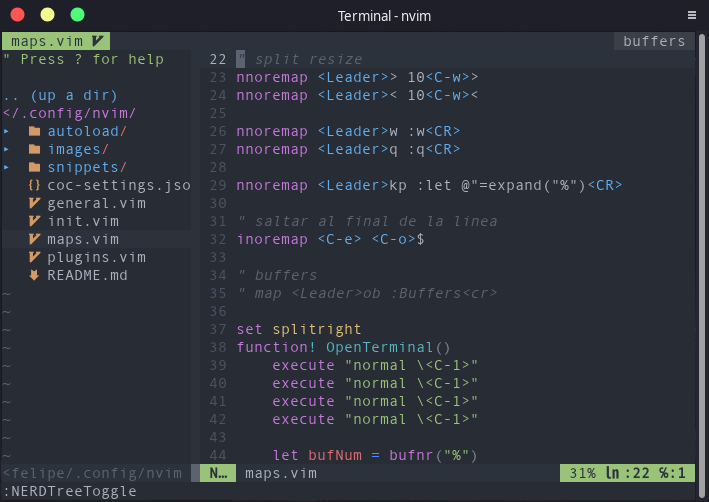 Terminal - nvim
maps.vim
buffers
" Press ? for help
.. (up a dir)
</.config/nvim/
▸ autoload/
▸ images/
▸ snippets/
{} coc-settings.jso
general.vim
init.vim
maps.vim
plugins.vim
README.md
~
~
~
~
~
~
~
~
~
~
<felipe/.config/nvim
22 " split resize
23 nnoremap <Leader>> 10<C-w>>
24 nnoremap <Leader>< 10<C-w><
25
26 nnoremap <Leader>w :w<CR>
27 nnoremap <Leader>q :q<CR>
28
29 nnoremap <Leader>kp :let @"=expand("%")<CR>
30
31 " saltar al final de la linea
32 inoremap <C-e> <C-o>$
33
34 " buffers
35 " map <Leader>ob :Buffers<cr>
36
37 set splitright
38 function! OpenTerminal()
39     execute "normal \<C-1>"
40     execute "normal \<C-1>"
41     execute "normal \<C-1>"
42     execute "normal \<C-1>"
43
44     let bufNum = bufnr("%")
N… maps.vim 31% ln :22 %:1
:NERDTreeToggle